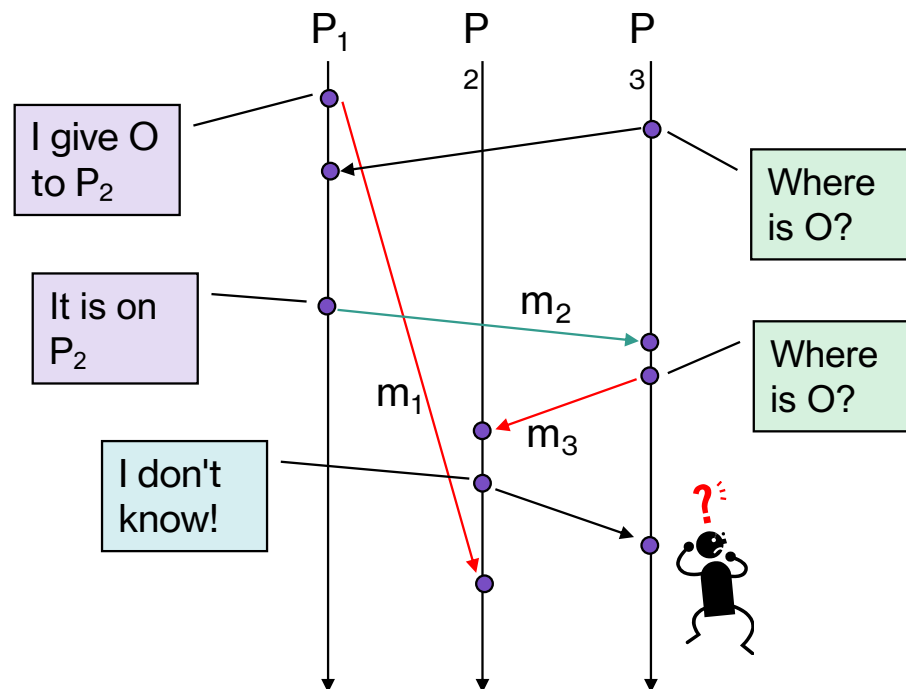 P₁ P P
2 3
I give O
to P₂
Where
is O?
It is on
P₂
m₂
Where
is O?
m₁
m₃
I don't
know!
?